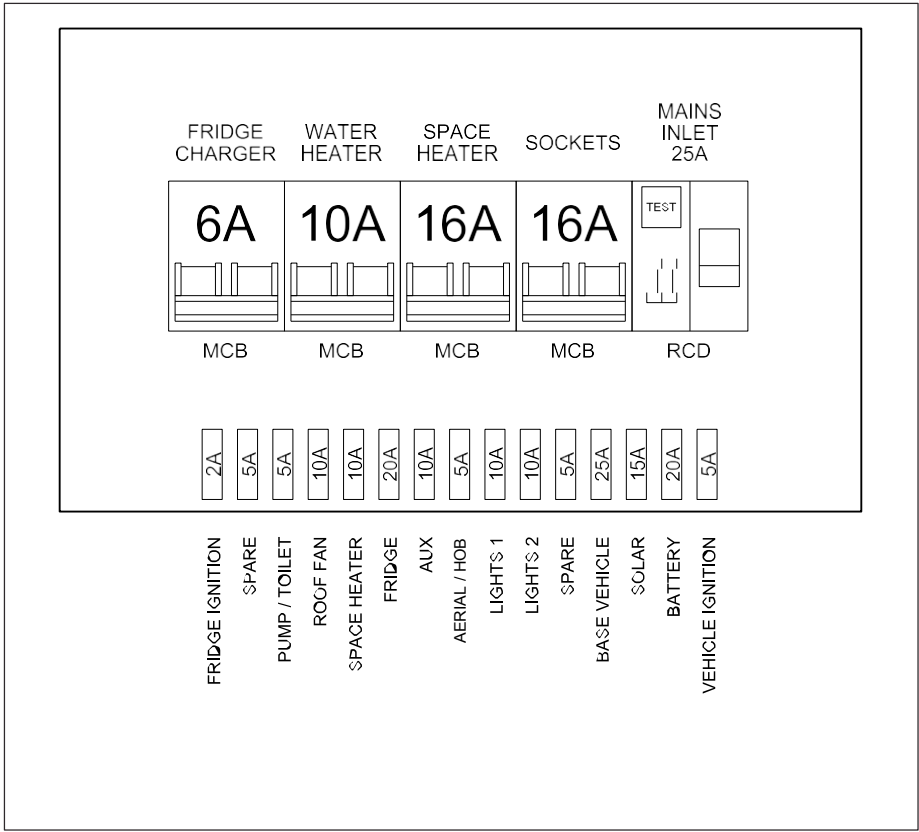 FRIDGE
CHARGER
WATER
HEATER
SPACE
HEATER
SOCKETS
MAINS
INLET
25A
6A
10A
16A
16A
TEST
MCB
MCB
MCB
MCB
RCD
2A
5A
5A
10A
10A
20A
10A
5A
10A
10A
5A
25A
15A
20A
5A
FRIDGE IGNITION
SPARE
PUMP / TOILET
ROOF FAN
SPACE HEATER
FRIDGE
AUX
AERIAL / HOB
LIGHTS 1
LIGHTS 2
SPARE
BASE VEHICLE
SOLAR
BATTERY
VEHICLE IGNITION